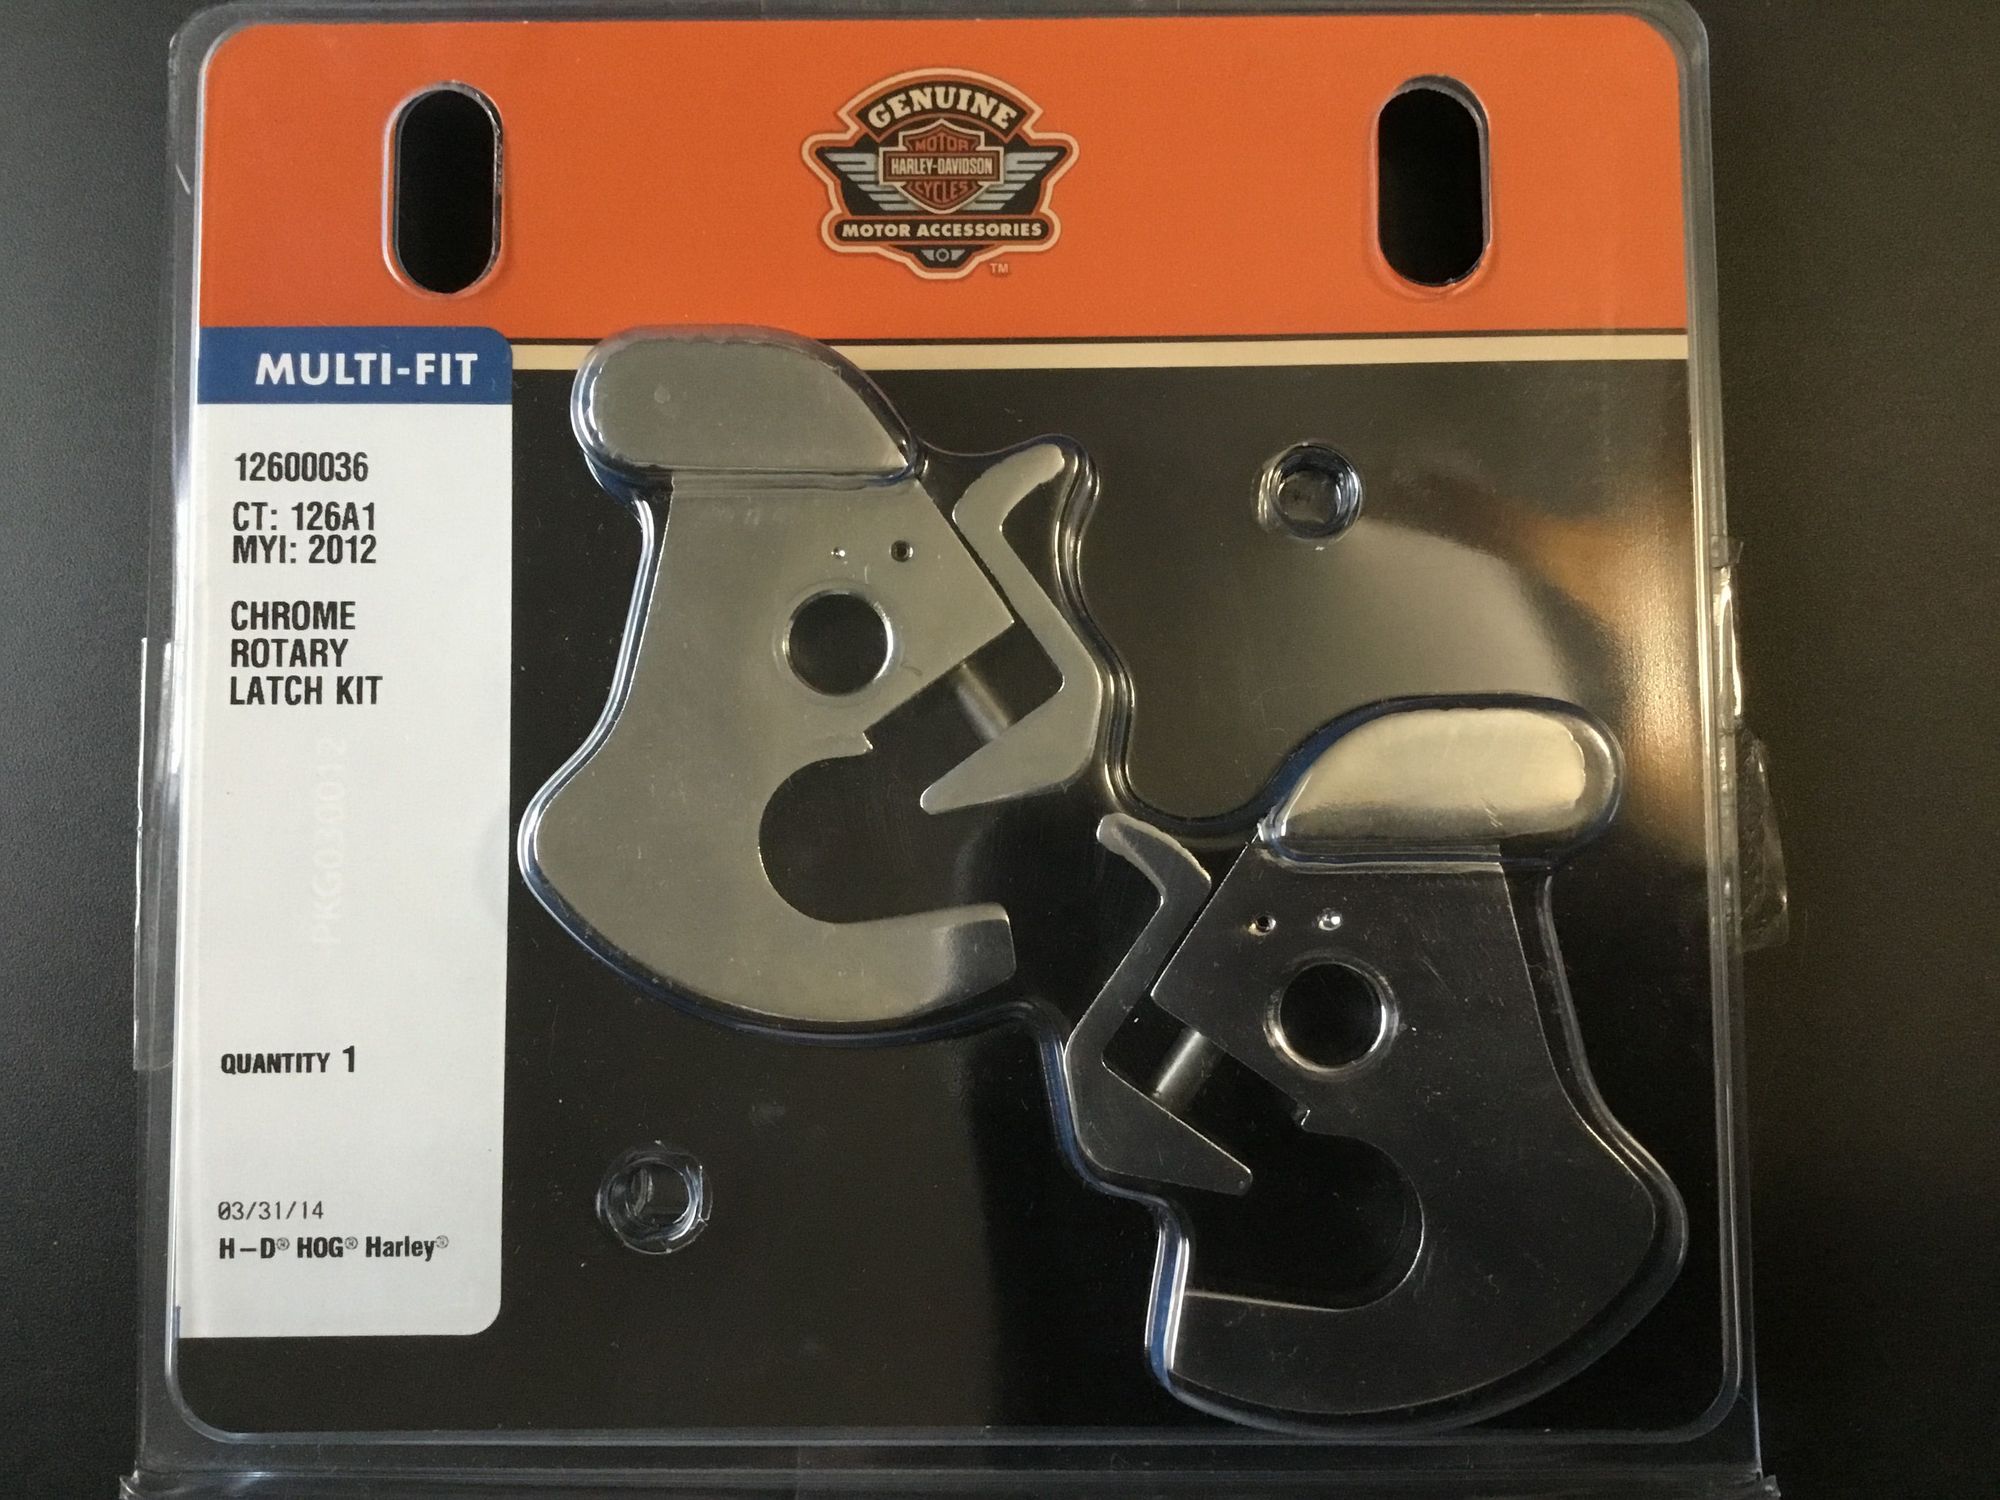 GENUINE
MOTOR
HARLEY-DAVIDSON
CYCLES
MOTOR ACCESSORIES
TM
MULTI-FIT
12600036
CT: 126A1
MYI: 2012
CHROME
ROTARY
LATCH KIT
PKG030012
QUANTITY 1
03/31/14
H-D® HOG® Harley®